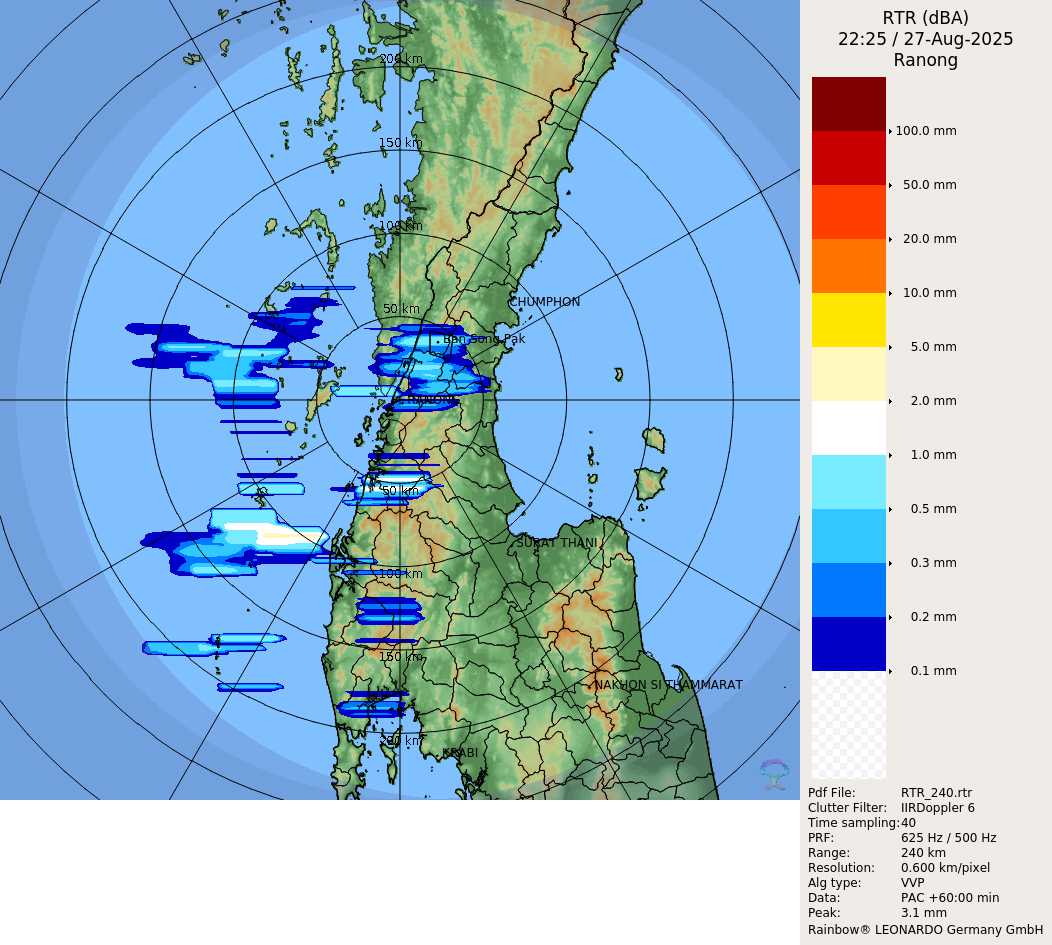 RTR (dBA)
22:25 / 27-Aug-2025
Ranong
200 km
150 km
100 km
50 km
CHUMPHON
Ban Song Pak
RANONG
50 km
SURAT THANI
100 km
150 km
NAKHON SI THAMMARAT
200 km
KRABI
100.0 mm
50.0 mm
20.0 mm
10.0 mm
5.0 mm
2.0 mm
1.0 mm
0.5 mm
0.3 mm
0.2 mm
0.1 mm
Pdf File: RTR_240.rtr
Clutter Filter: IIRDoppler 6
Time sampling: 40
PRF: 625 Hz / 500 Hz
Range: 240 km
Resolution: 0.600 km/pixel
Alg type: VVP
Data: PAC +60:00 min
Peak: 3.1 mm
Rainbow® LEONARDO Germany GmbH